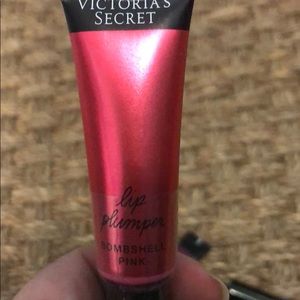 VICTORIA'S
SECRET
lip
plumper
BOMBSHELL
PINK